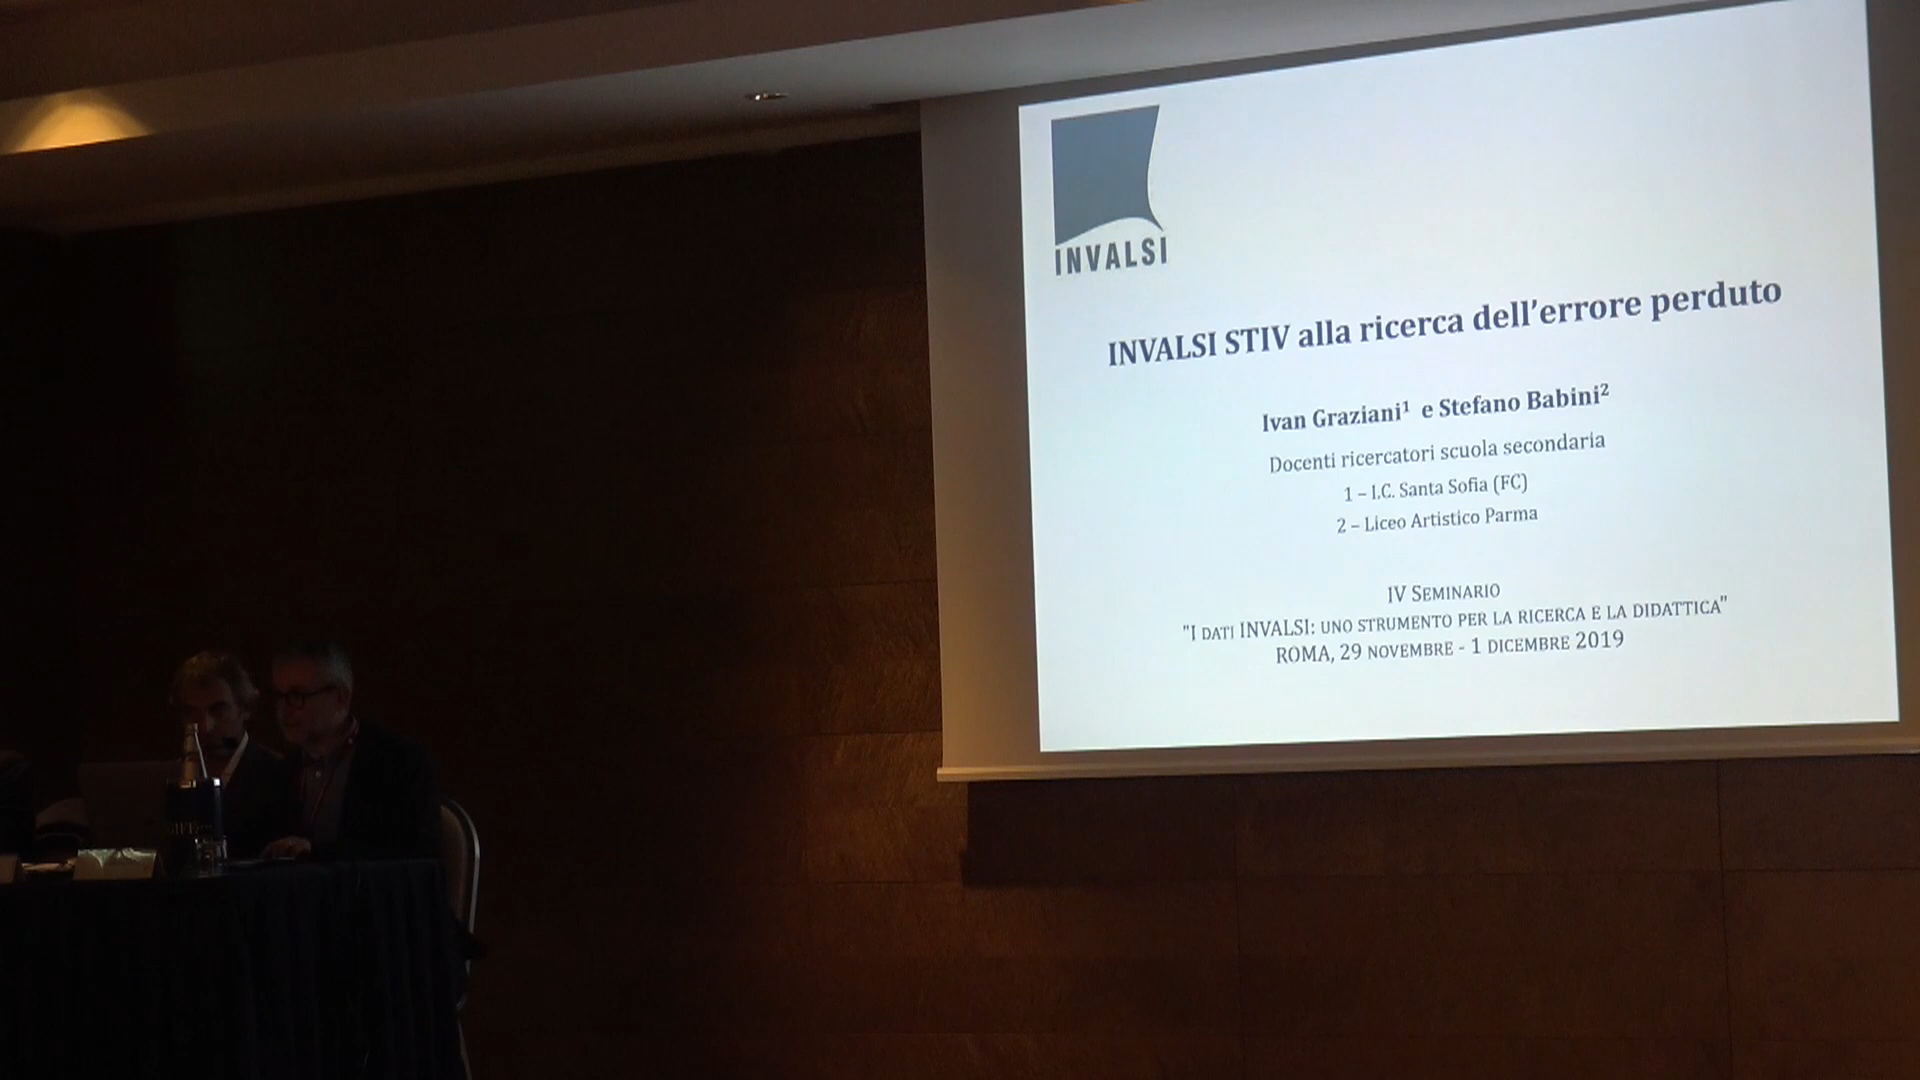 INVALSI
INVALSI STIV alla ricerca dell'errore perduto
Ivan Graziani¹ e Stefano Babini²
Docenti ricercatori scuola secondaria
1 – I.C. Santa Sofia (FC)
2 – Liceo Artistico Parma
IV SEMINARIO
"I DATI INVALSI: UNO STRUMENTO PER LA RICERCA E LA DIDATTICA"
ROMA, 29 NOVEMBRE - 1 DICEMBRE 2019